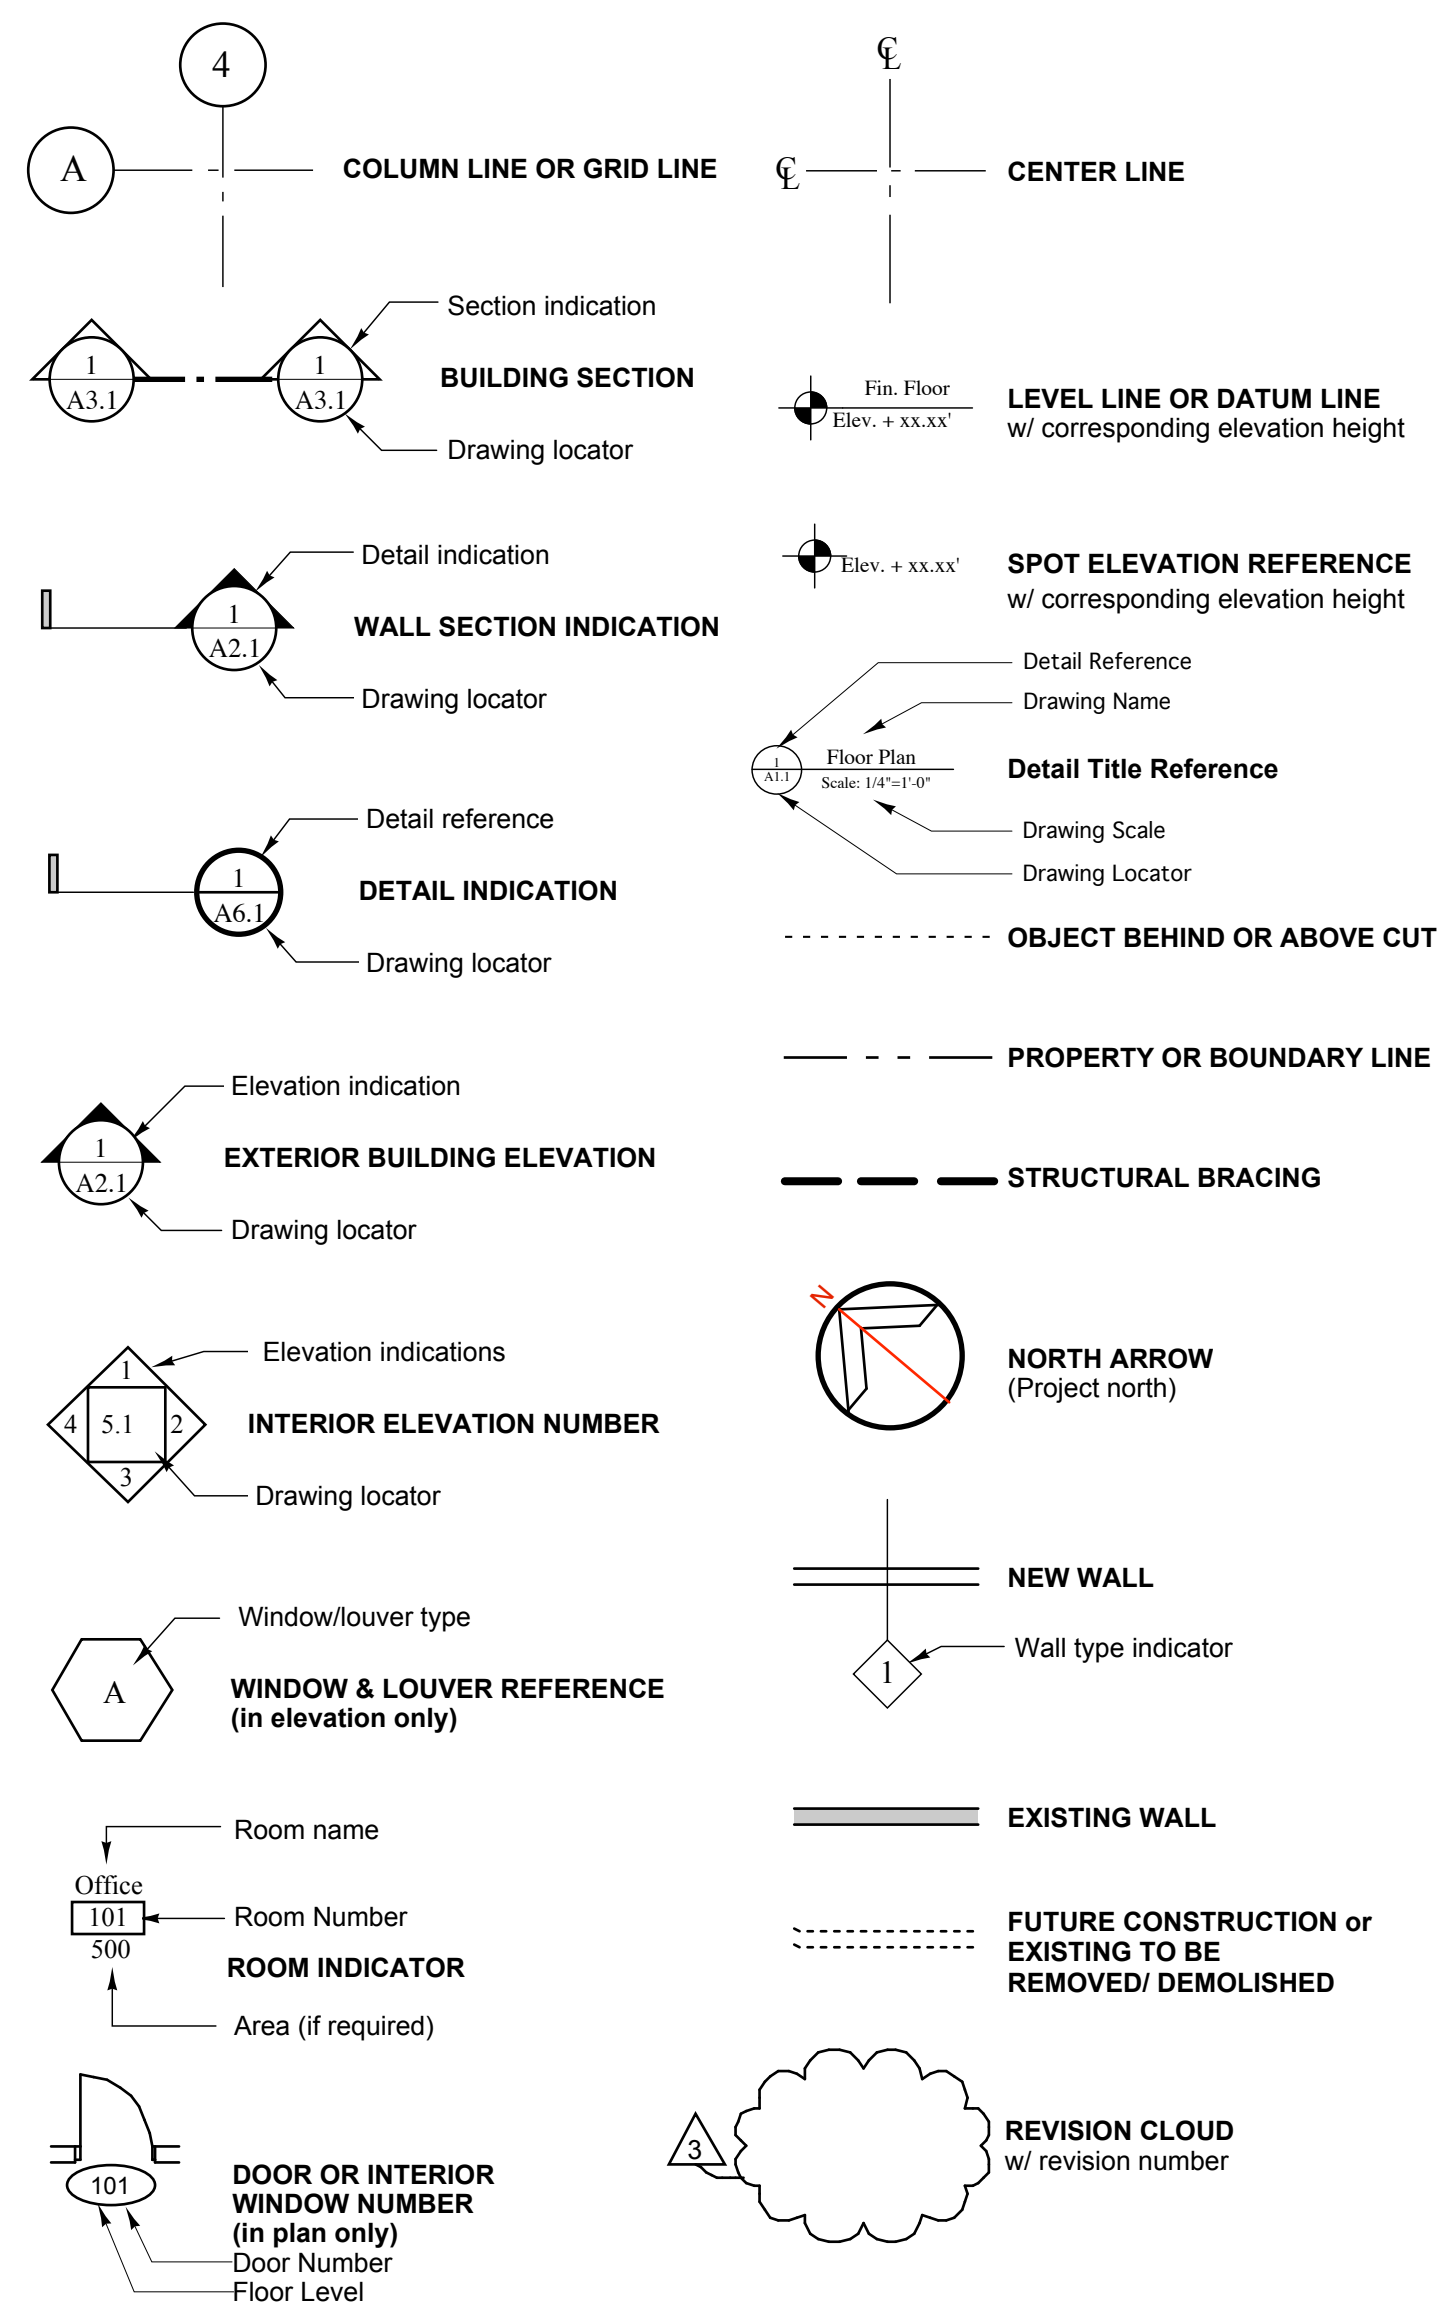 4
A
COLUMN LINE OR GRID LINE
Section indication
1
A3.1
1
A3.1
BUILDING SECTION
Drawing locator
Detail indication
1
A2.1
WALL SECTION INDICATION
Drawing locator
Detail reference
1
A6.1
DETAIL INDICATION
Drawing locator
Elevation indication
1
A2.1
EXTERIOR BUILDING ELEVATION
Drawing locator
Elevation indications
1
4
5.1
2
3
INTERIOR ELEVATION NUMBER
Drawing locator
Window/louver type
A
WINDOW & LOUVER REFERENCE
(in elevation only)
Room name
Office
101
Room Number
500
ROOM INDICATOR
Area (if required)
101
DOOR OR INTERIOR
WINDOW NUMBER
(in plan only)
Door Number
Floor Level
℄
℄
CENTER LINE
Fin. Floor
Elev. + xx.xx'
LEVEL LINE OR DATUM LINE
w/ corresponding elevation height
Elev. + xx.xx'
SPOT ELEVATION REFERENCE
w/ corresponding elevation height
Detail Reference
Drawing Name
1
A1.1
Floor Plan
Scale: 1/4"=1'-0"
Detail Title Reference
Drawing Scale
Drawing Locator
OBJECT BEHIND OR ABOVE CUT
PROPERTY OR BOUNDARY LINE
STRUCTURAL BRACING
N
NORTH ARROW
(Project north)
NEW WALL
Wall type indicator
1
EXISTING WALL
FUTURE CONSTRUCTION or
EXISTING TO BE
REMOVED/ DEMOLISHED
3
REVISION CLOUD
w/ revision number